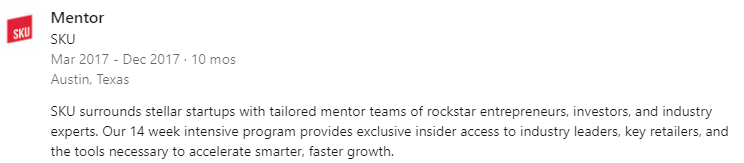 Mentor
SKU
SKU
Mar 2017 - Dec 2017 · 10 mos
Austin, Texas
SKU surrounds stellar startups with tailored mentor teams of rockstar entrepreneurs, investors, and industry
experts. Our 14 week intensive program provides exclusive insider access to industry leaders, key retailers, and
the tools necessary to accelerate smarter, faster growth.